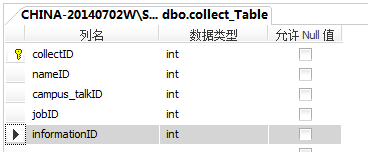 CHINA-20140702W\S... dbo.collect_Table
列名 数据类型 允许 Null 值
collectID int
nameID int
campus_talkID int
jobID int
informationID int